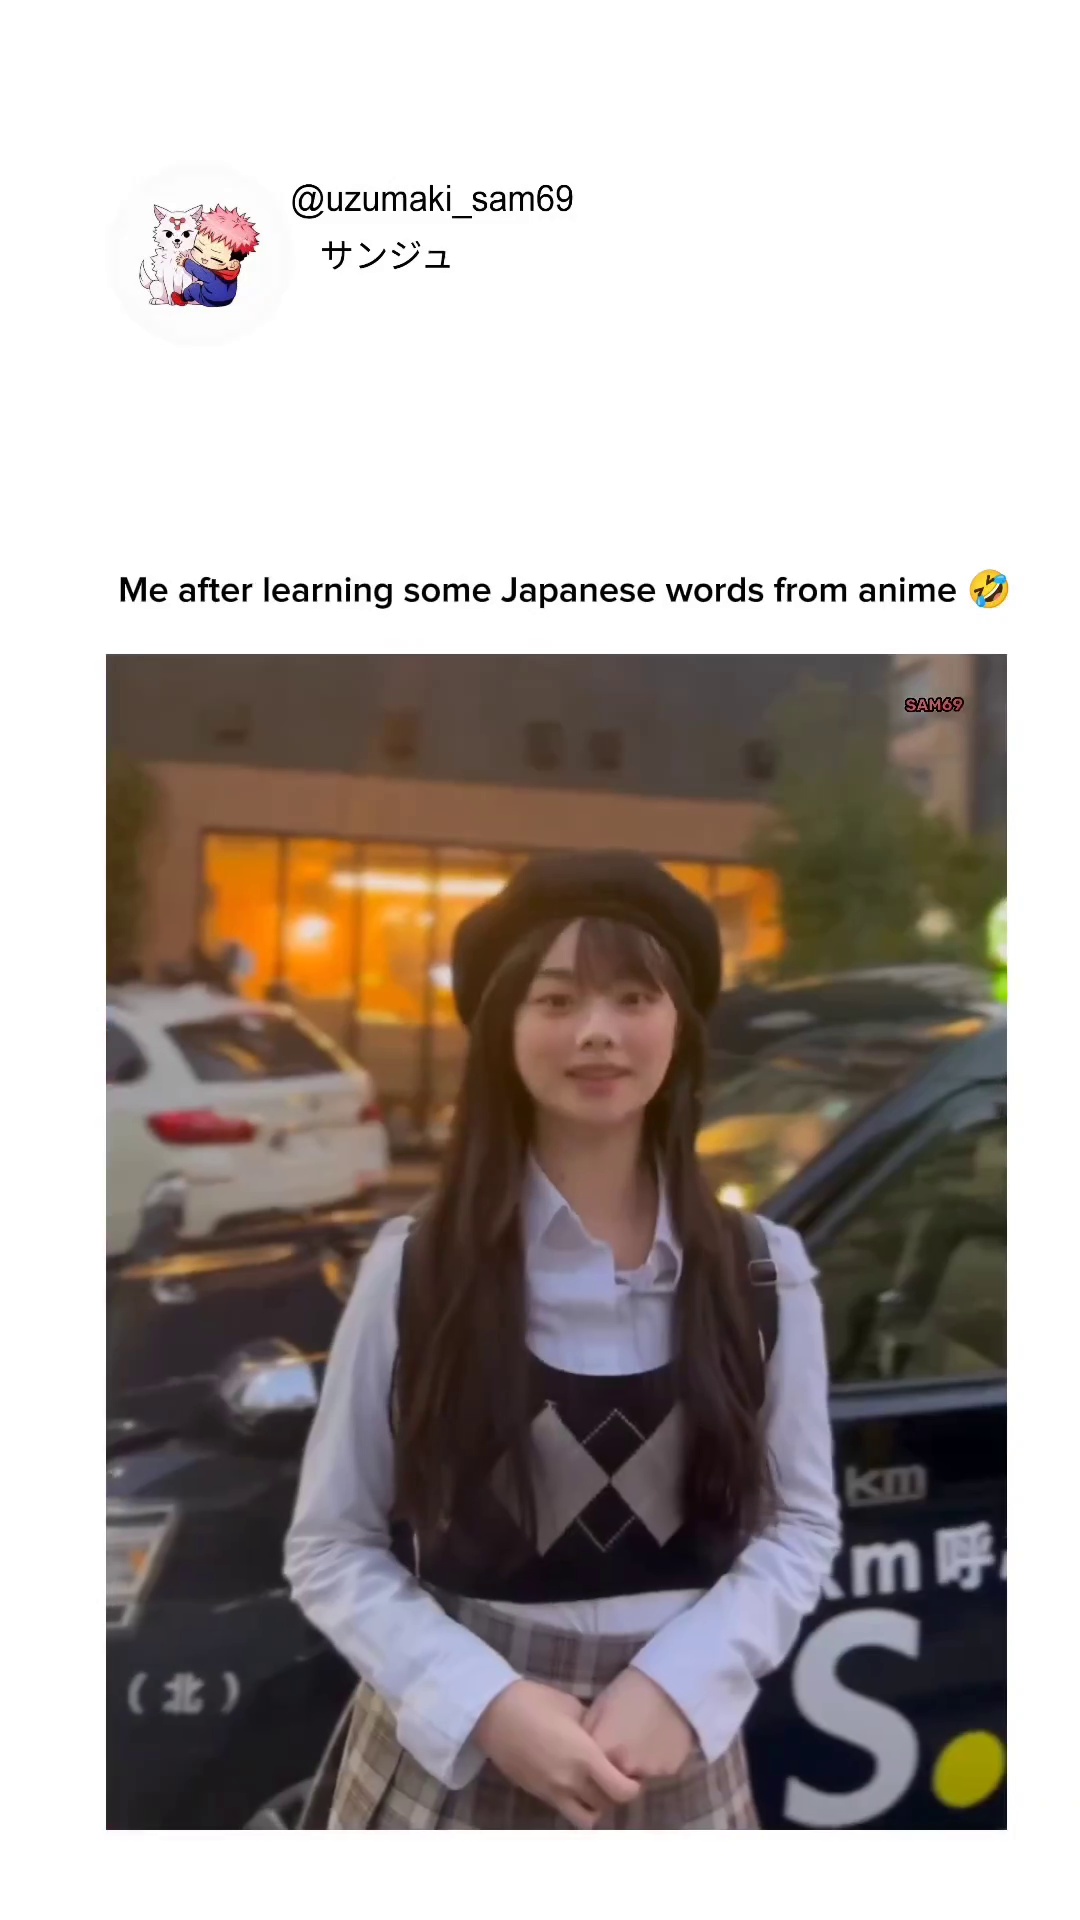 @uzumaki_sam69
サンジュ
Me after learning some Japanese words from anime 🤣
SAM69
km
km 呼
S.
(北)